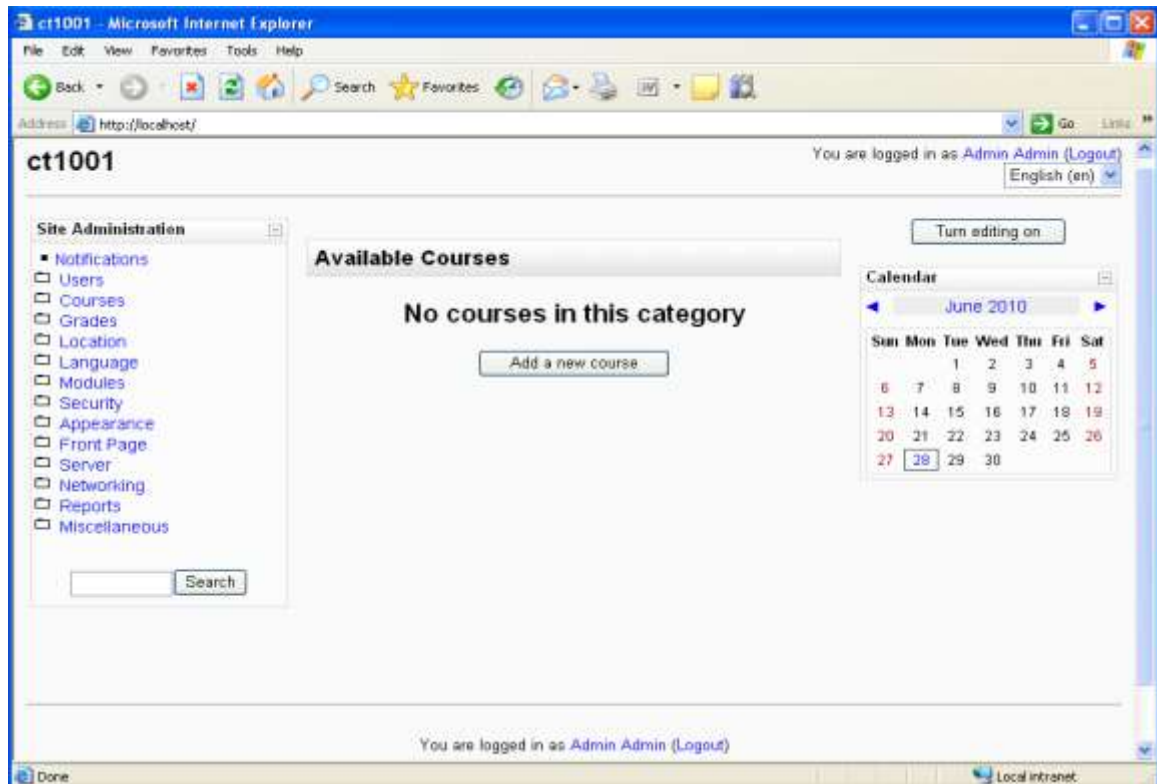 ct1001 - Microsoft Internet Explorer
File Edit View Favorites Tools Help
Back Search Favorites
Address http://localhost/ Go Links
ct1001
You are logged in as Admin Admin (Logout)
English (en)
Site Administration
Notifications
Users
Courses
Grades
Location
Language
Modules
Security
Appearance
Front Page
Server
Networking
Reports
Miscellaneous
Search
Available Courses
No courses in this category
Add a new course
Turn editing on
Calendar
June 2010
Sun Mon Tue Wed Thu Fri Sat
1 2 3 4 5
6 7 8 9 10 11 12
13 14 15 16 17 18 19
20 21 22 23 24 25 26
27 28 29 30
You are logged in as Admin Admin (Logout)
Done Local intranet